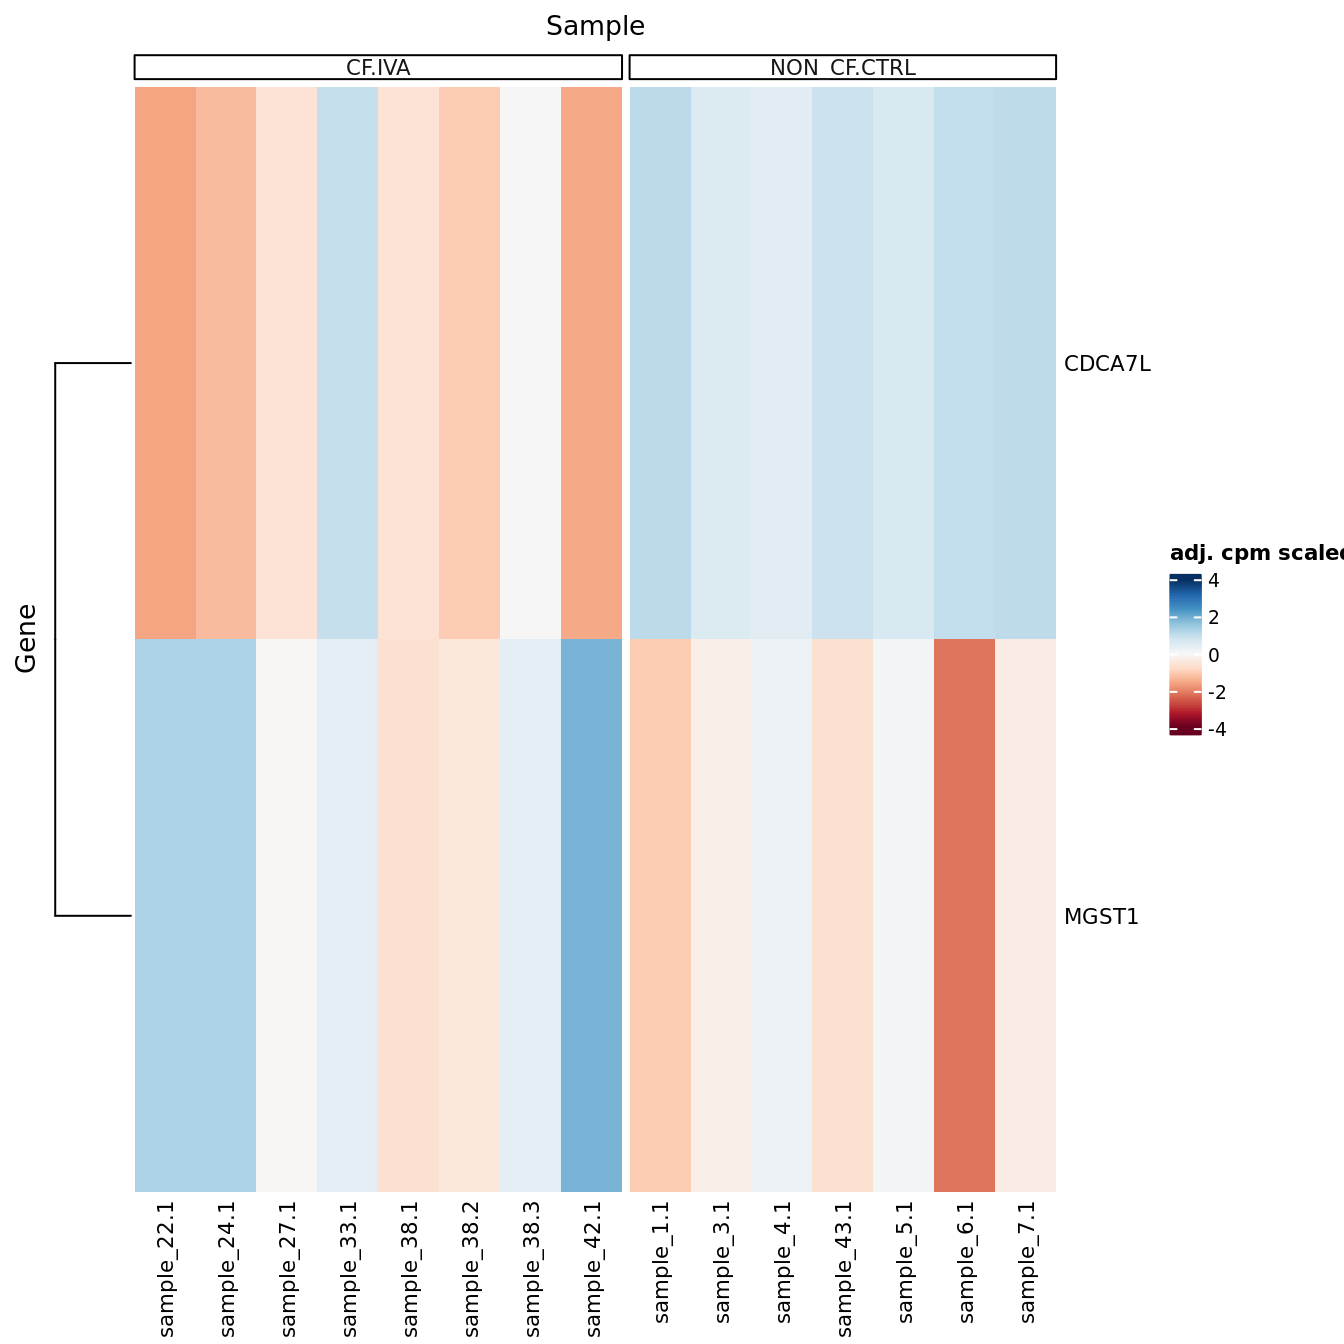 Sample
CF.IVA
NON_CF.CTRL
CDCA7L
Gene
MGST1
adj. cpm scaled
4
2
0
-2
-4
sample_22.1
sample_24.1
sample_27.1
sample_33.1
sample_38.1
sample_38.2
sample_38.3
sample_42.1
sample_1.1
sample_3.1
sample_4.1
sample_43.1
sample_5.1
sample_6.1
sample_7.1